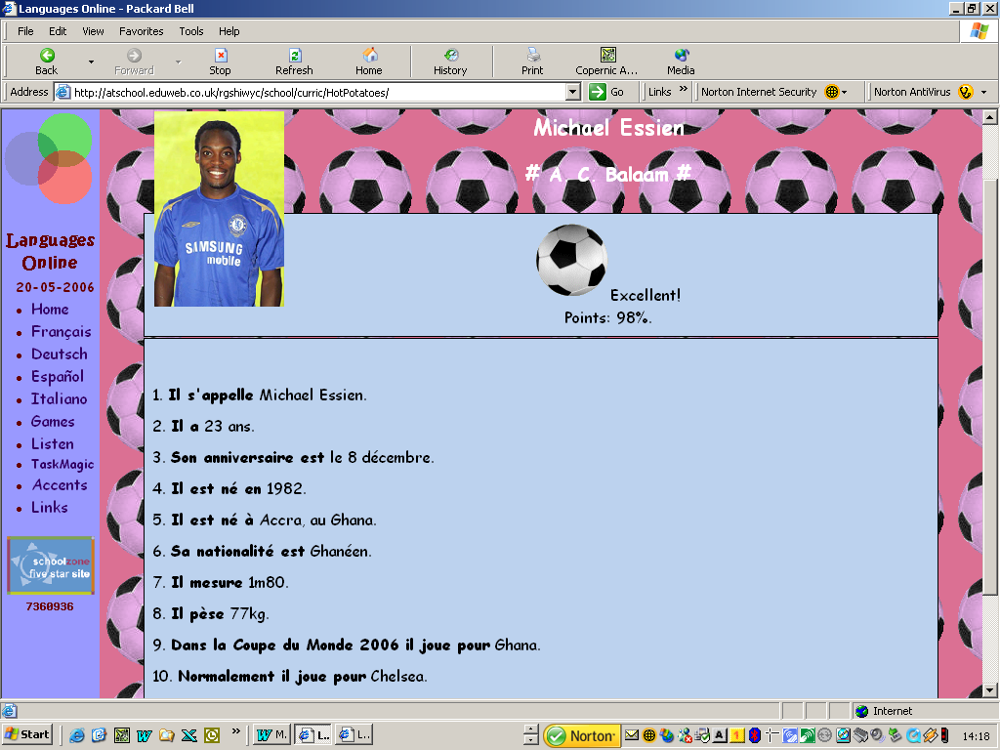 Languages Online - Packard Bell
File Edit View Favorites Tools Help
Back Forward Stop Refresh Home History Print Copernic A... Media
Address http://atschool.eduweb.co.uk/rgshiwyc/school/curric/HotPotatoes/ Go Links » Norton Internet Security Norton AntiVirus
Michael Essien
# A. C. Balaam #
SAMSUNG
mobile
Languages
Online
20-05-2006
Home
Français
Deutsch
Español
Italiano
Games
Listen
TaskMagic
Accents
Links
schoolzone
five star site
7360936
Excellent!
Points: 98%.
1. Il s'appelle Michael Essien.
2. Il a 23 ans.
3. Son anniversaire est le 8 décembre.
4. Il est né en 1982.
5. Il est né à Accra, au Ghana.
6. Sa nationalité est Ghanéen.
7. Il mesure 1m80.
8. Il pèse 77kg.
9. Dans la Coupe du Monde 2006 il joue pour Ghana.
10. Normalement il joue pour Chelsea.
Internet
Start » M. L.. L.. Norton 14:18